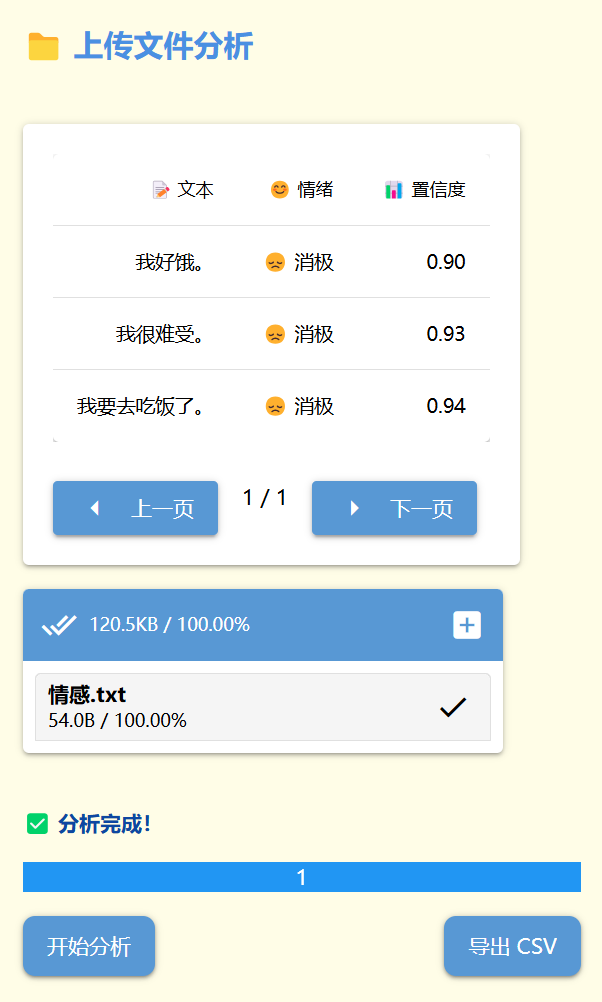 上传文件分析
文本 情绪 置信度
我好饿。 消极 0.90
我很难受。 消极 0.93
我要去吃饭了。 消极 0.94
上一页 1 / 1 下一页
120.5KB / 100.00%
情感.txt
54.0B / 100.00%
分析完成！
1
开始分析 导出 CSV